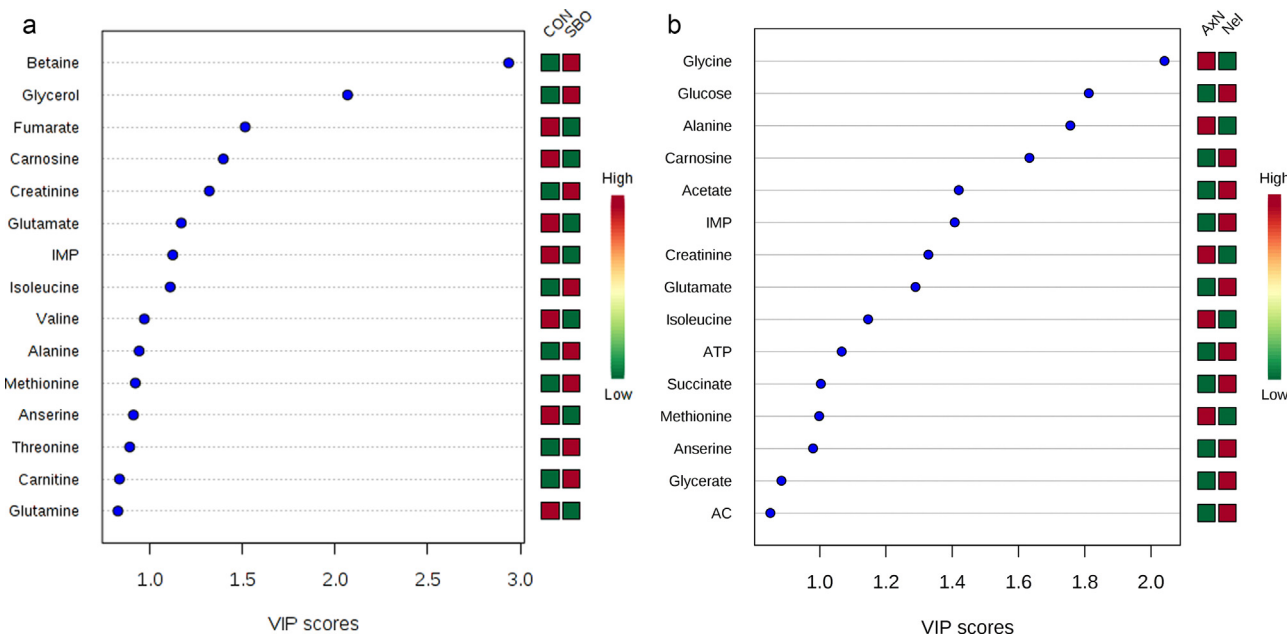 a
CON SBO
Betaine
Glycerol
Fumarate
Carnosine
Creatinine
Glutamate
IMP
Isoleucine
Valine
Alanine
Methionine
Anserine
Threonine
Carnitine
Glutamine
High
Low
1.0 1.5 2.0 2.5 3.0
VIP scores
b
AxN Nel
Glycine
Glucose
Alanine
Carnosine
Acetate
IMP
Creatinine
Glutamate
Isoleucine
ATP
Succinate
Methionine
Anserine
Glycerate
AC
High
Low
1.0 1.2 1.4 1.6 1.8 2.0
VIP scores